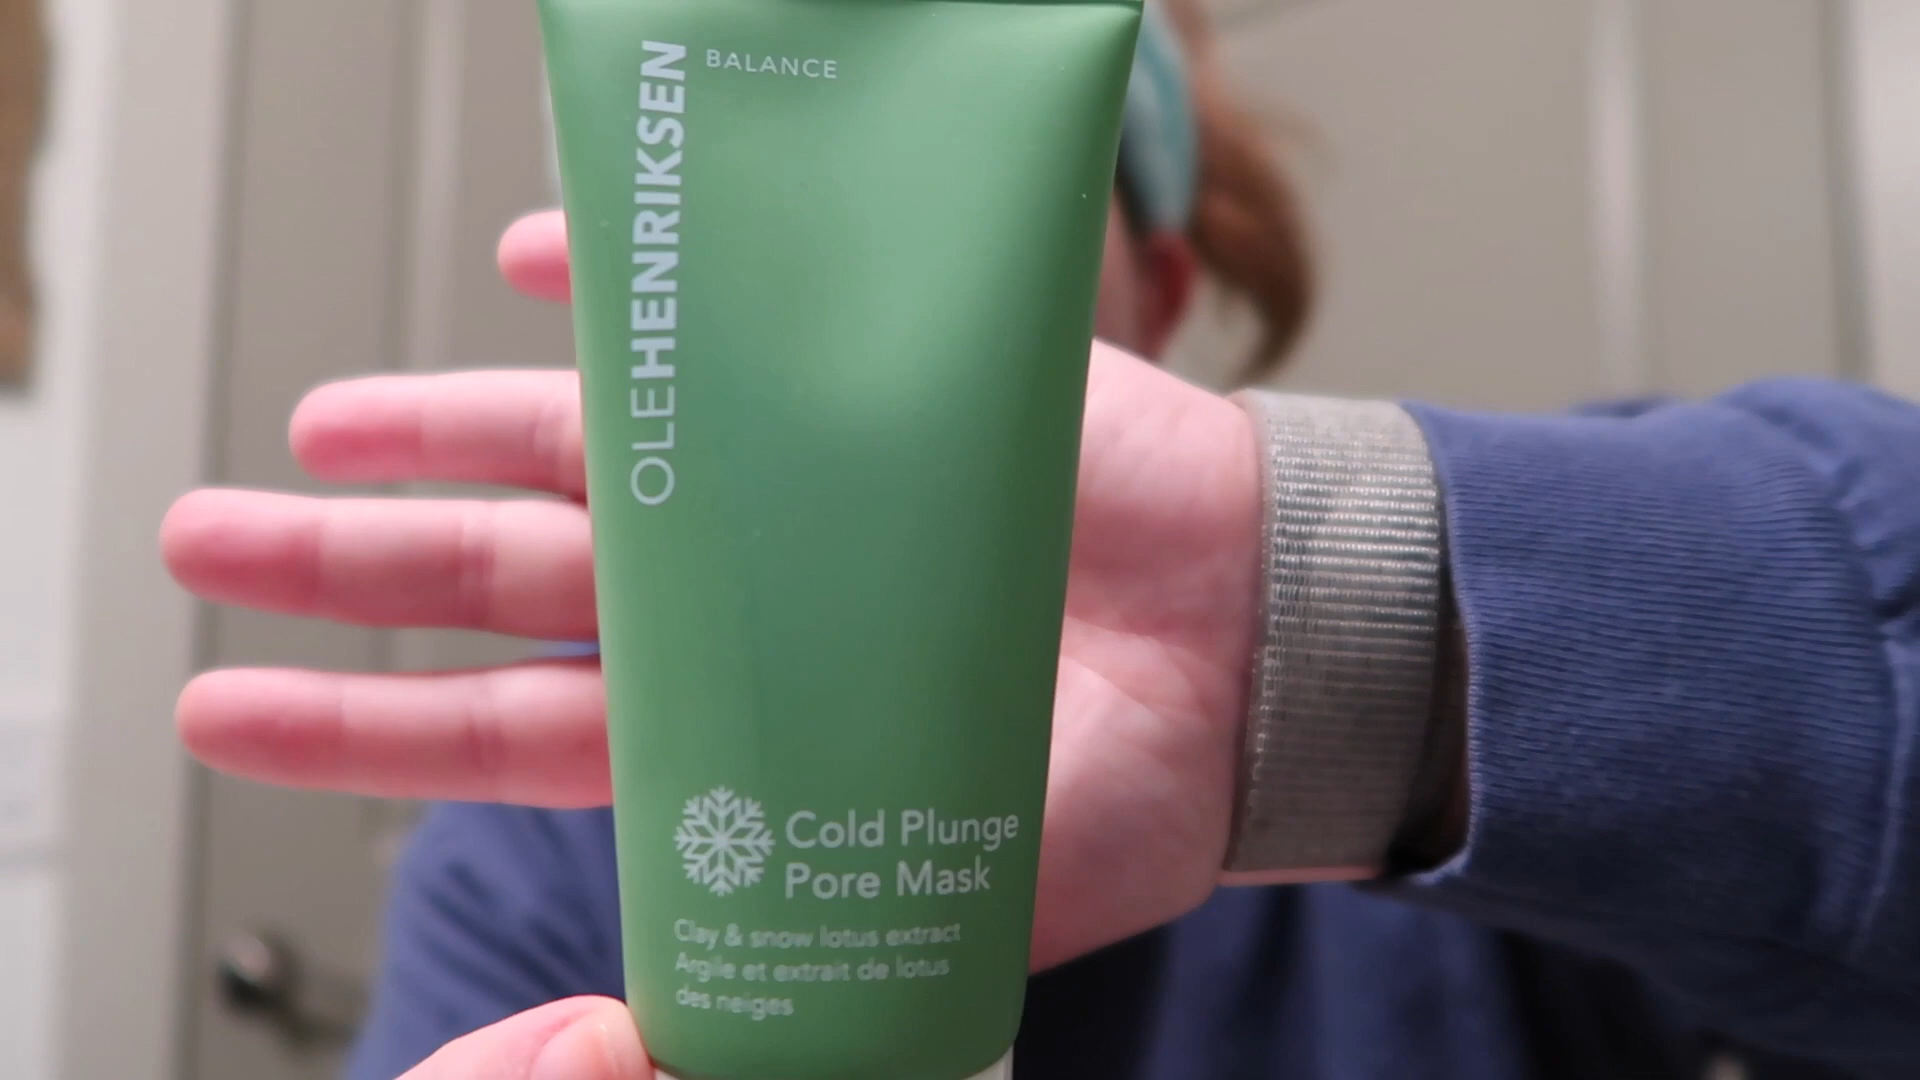 OLEHENRIKSEN
BALANCE
Cold Plunge
Pore Mask
Clay & snow lotus extract
Argile et extrait de lotus
des neiges